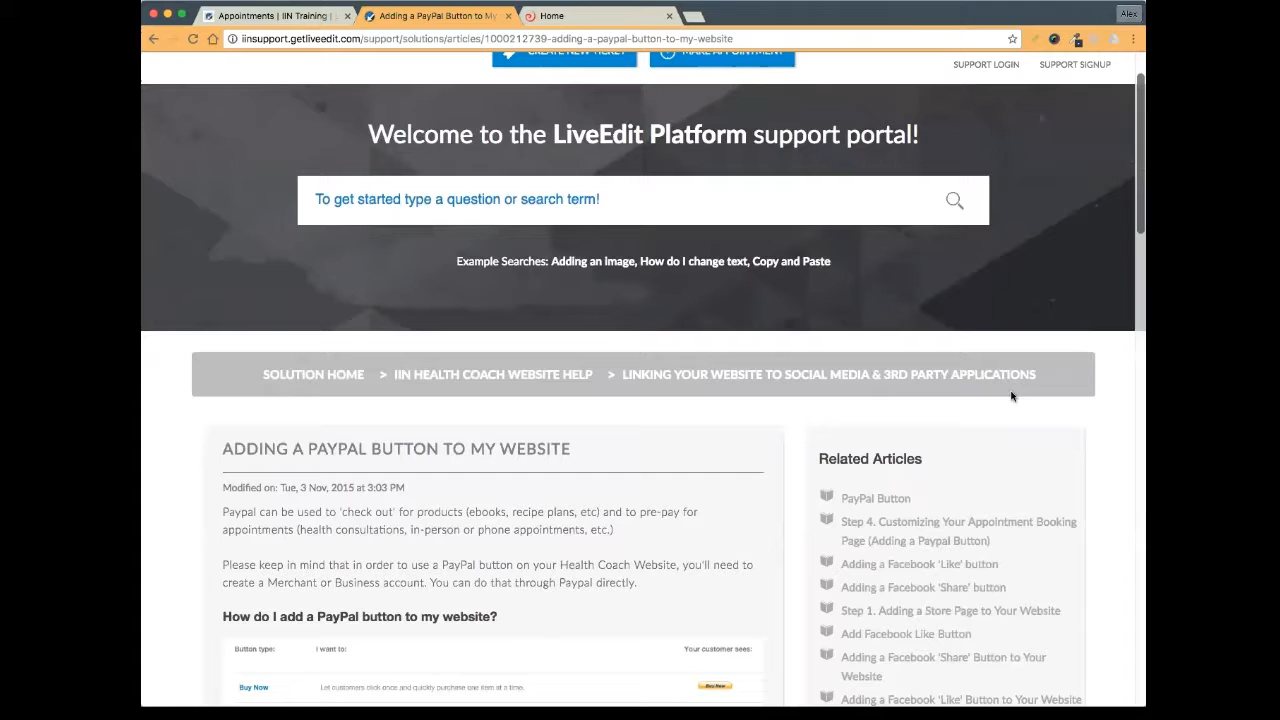 Appointments | IIN Training |
Adding a PayPal Button to My
Home
Alex
iinsupport.getliveedit.com/support/solutions/articles/1000212739-adding-a-paypal-button-to-my-website
CREATE NEW TICKET
MAKE APPOINTMENT
SUPPORT LOGIN
SUPPORT SIGNUP
Welcome to the LiveEdit Platform support portal!
To get started type a question or search term!
Example Searches: Adding an image, How do I change text, Copy and Paste
SOLUTION HOME > IIN HEALTH COACH WEBSITE HELP > LINKING YOUR WEBSITE TO SOCIAL MEDIA & 3RD PARTY APPLICATIONS
ADDING A PAYPAL BUTTON TO MY WEBSITE
Modified on: Tue, 3 Nov, 2015 at 3:03 PM
Paypal can be used to 'check out' for products (ebooks, recipe plans, etc) and to pre-pay for
appointments (health consultations, in-person or phone appointments, etc.)
Please keep in mind that in order to use a PayPal button on your Health Coach Website, you'll need to
create a Merchant or Business account. You can do that through Paypal directly.
How do I add a PayPal button to my website?
Button type:
I want to:
Your customer sees:
Buy Now
Let customers click once and quickly purchase one item at a time.
Buy Now
Related Articles
PayPal Button
Step 4. Customizing Your Appointment Booking
Page (Adding a Paypal Button)
Adding a Facebook 'Like' button
Adding a Facebook 'Share' button
Step 1. Adding a Store Page to Your Website
Add Facebook Like Button
Adding a Facebook 'Share' Button to Your
Website
Adding a Facebook 'Like' Button to Your Website